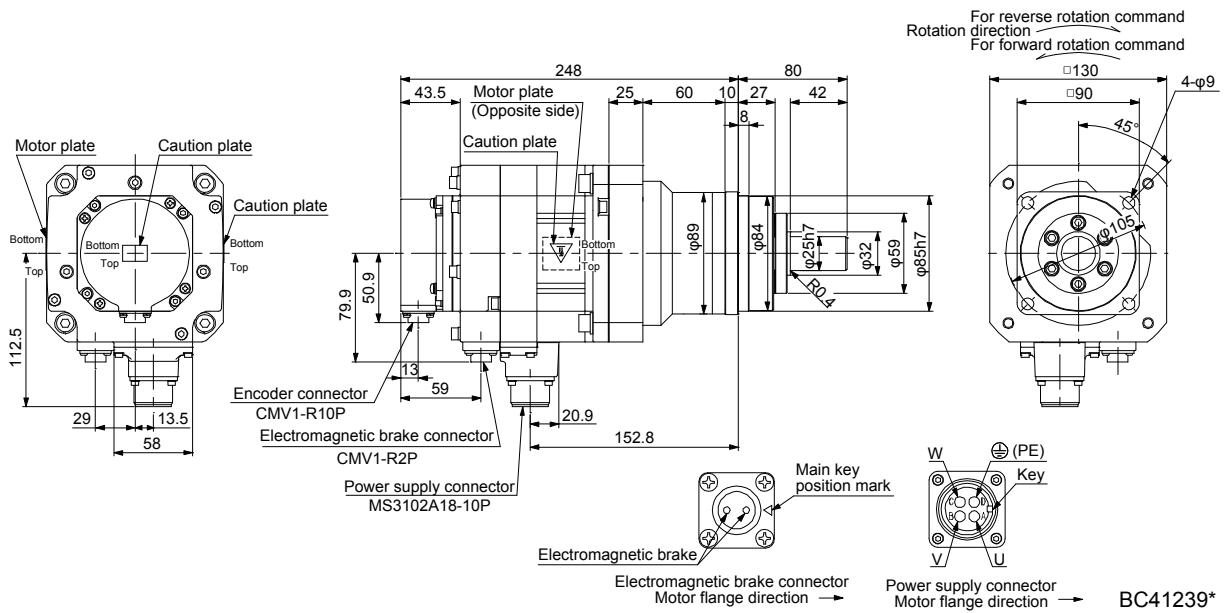 For reverse rotation command
Rotation direction
For forward rotation command
248
80
□130
43.5
Motor plate
(Opposite side)
25
60
10
27
42
□90
4-φ9
8
45°
Motor plate
Caution plate
Caution plate
Caution plate
Bottom
Top
Bottom
Top
Bottom
Top
Bottom
Top
φ89
φ84
φ25h7
φ32
φ59
φ85h7
φ105
R0.4
50.9
79.9
112.5
13
59
29
13.5
58
20.9
152.8
Encoder connector
CMV1-R10P
Electromagnetic brake connector
CMV1-R2P
Power supply connector
MS3102A18-10P
Main key
position mark
W
(PE)
Key
C
D
B
A
V
U
Electromagnetic brake
Electromagnetic brake connector
Motor flange direction
Power supply connector
Motor flange direction
BC41239*